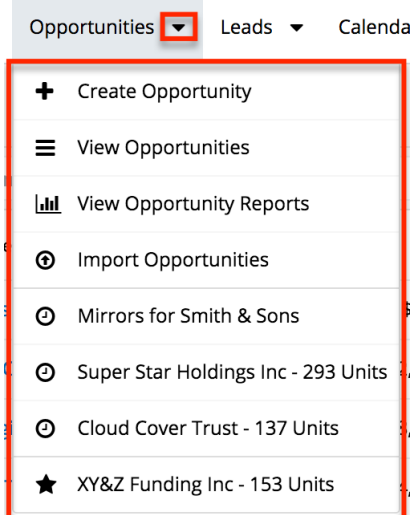 Opportunities Leads Calenda
Create Opportunity
View Opportunities
View Opportunity Reports
Import Opportunities
Mirrors for Smith & Sons
Super Star Holdings Inc - 293 Units
Cloud Cover Trust - 137 Units
XY&Z Funding Inc - 153 Units